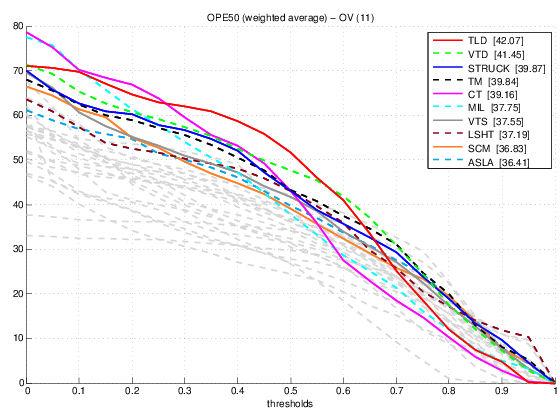 OPE50 (weighted average) – OV (11)
80
70
60
50
40
30
20
10
0
0
0.1
0.2
0.3
0.4
0.5
0.6
0.7
0.8
0.9
1
thresholds
TLD [42.07]
VTD [41.45]
STRUCK [39.87]
TM [39.84]
CT [39.16]
MIL [37.75]
VTS [37.55]
LSHT [37.19]
SCM [36.83]
ASLA [36.41]